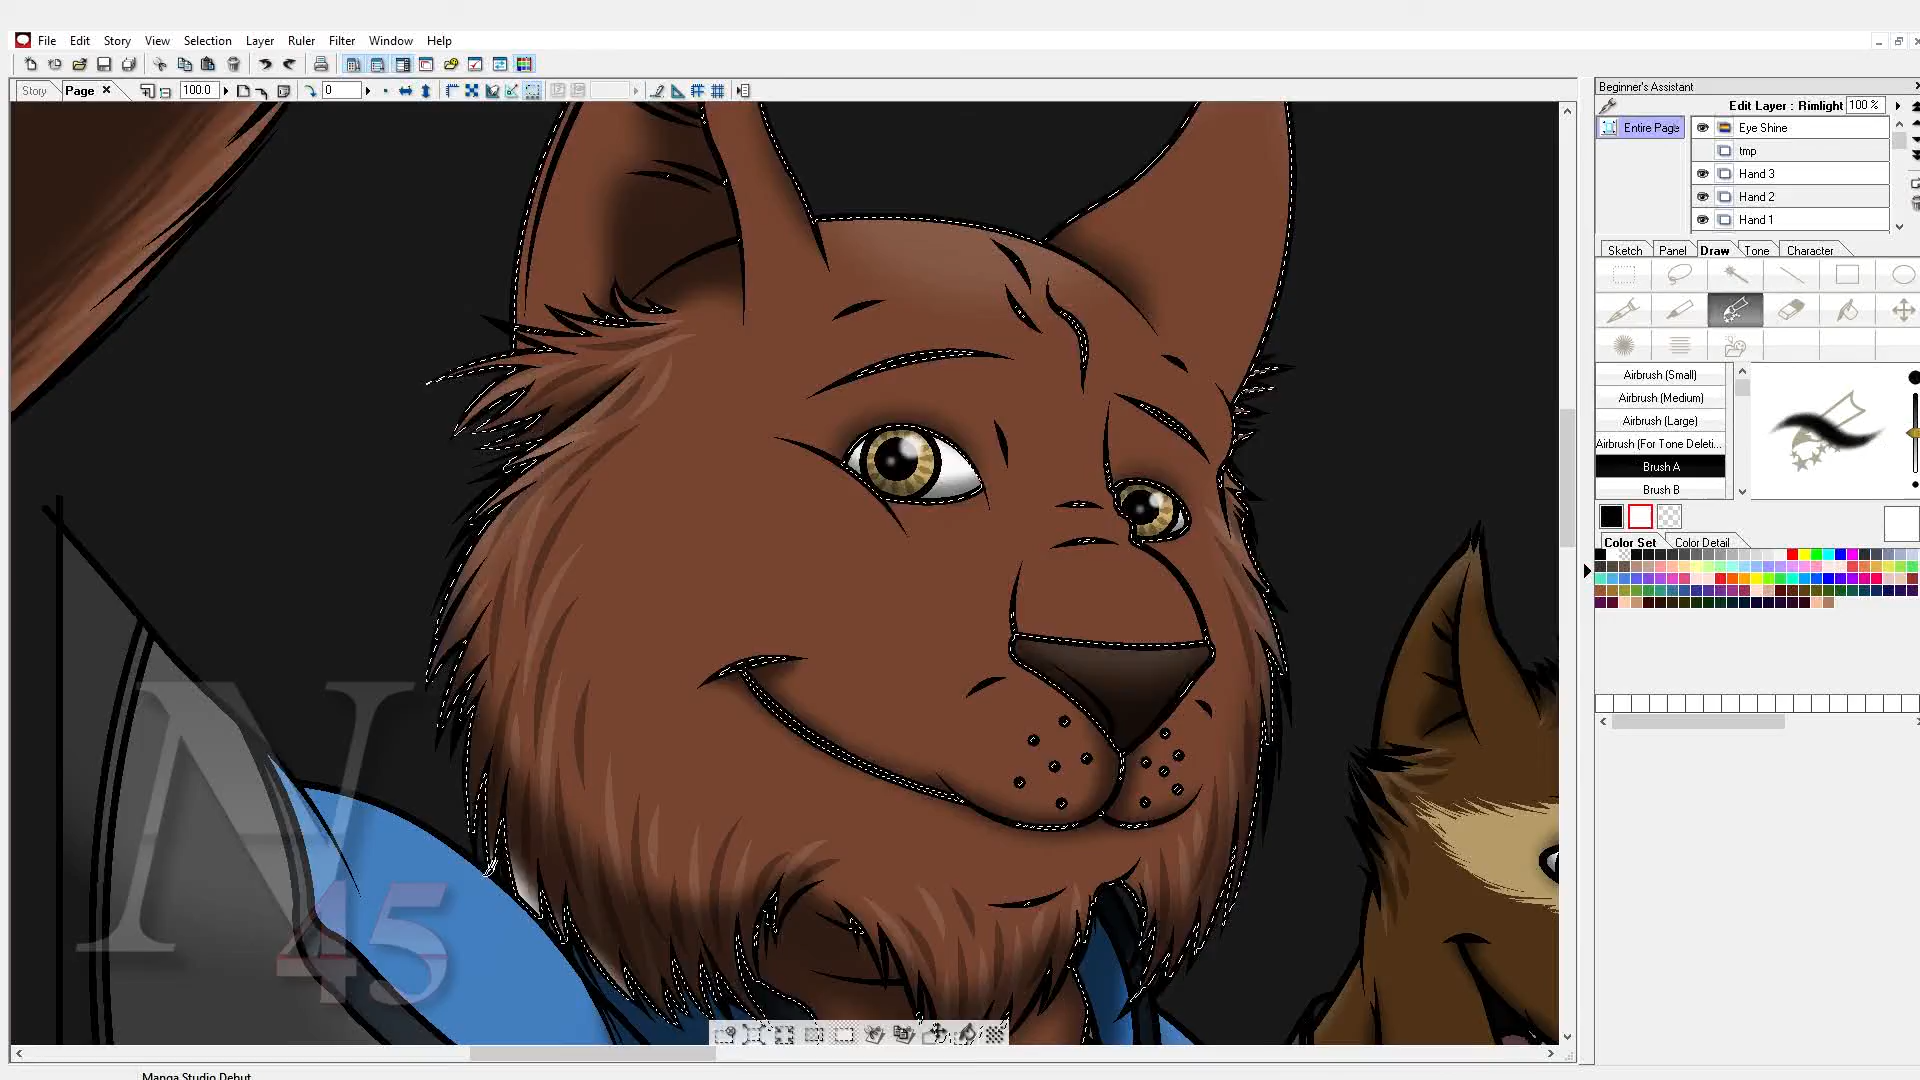 File Edit Story View Selection Layer Ruler Filter Window Help
Story Page 100.0 0
Beginner's Assistant
Edit Layer : Rimlight 100 %
Entire Page
Eye Shine
tmp
Hand 3
Hand 2
Hand 1
Sketch Panel Draw Tone Character
Airbrush (Small)
Airbrush (Medium)
Airbrush (Large)
Airbrush (For Tone Deleti...
Brush A
Brush B
Color Set Color Detail
N
45
Manga Studio Debut